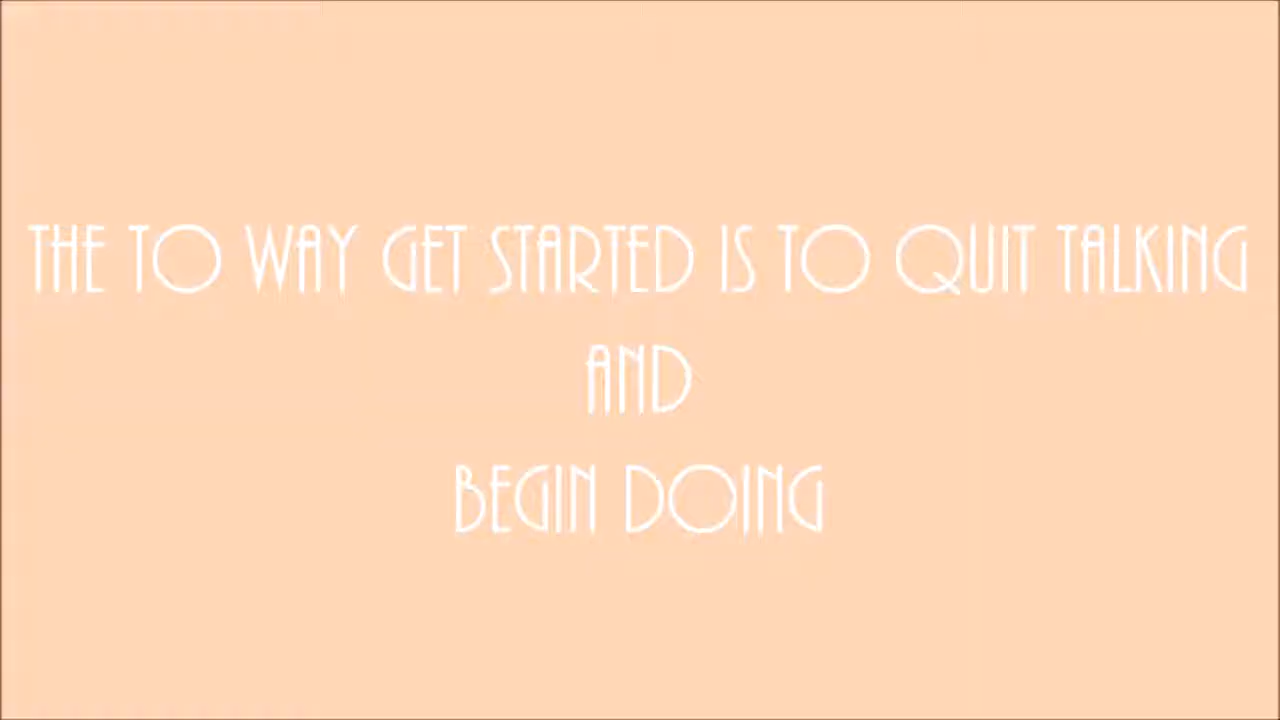 THE TO WAY GET STARTED IS TO QUIT TALKING
AND
BEGIN DOING